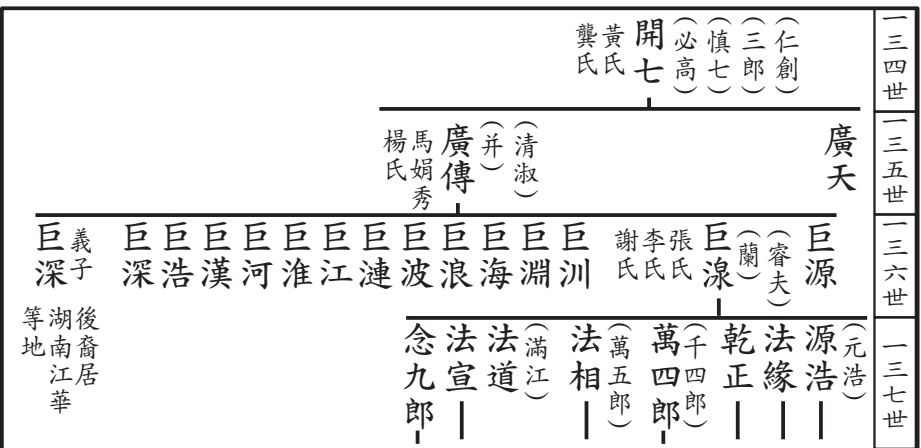 一三四世
（仁創）
（三郎）
（慎七）
（必高）
開七
黃氏
龔氏
一三五世
廣天
（清淑）
（并）
廣傳
馬娟秀
楊氏
一三六世
巨源
（睿夫）
（蘭）
巨湶
張氏
李氏
謝氏
巨汌
巨淵
巨海
巨浪
巨波
巨漣
巨江
巨淮
巨河
巨漢
巨浩
巨深
義子
巨深
後裔居
湖南江華
等地
一三七世
（元浩）
源浩
法緣
乾正
（千四郎）
萬四郎
（萬五郎）
法相
（滿江）
法道
法宣
念九郎